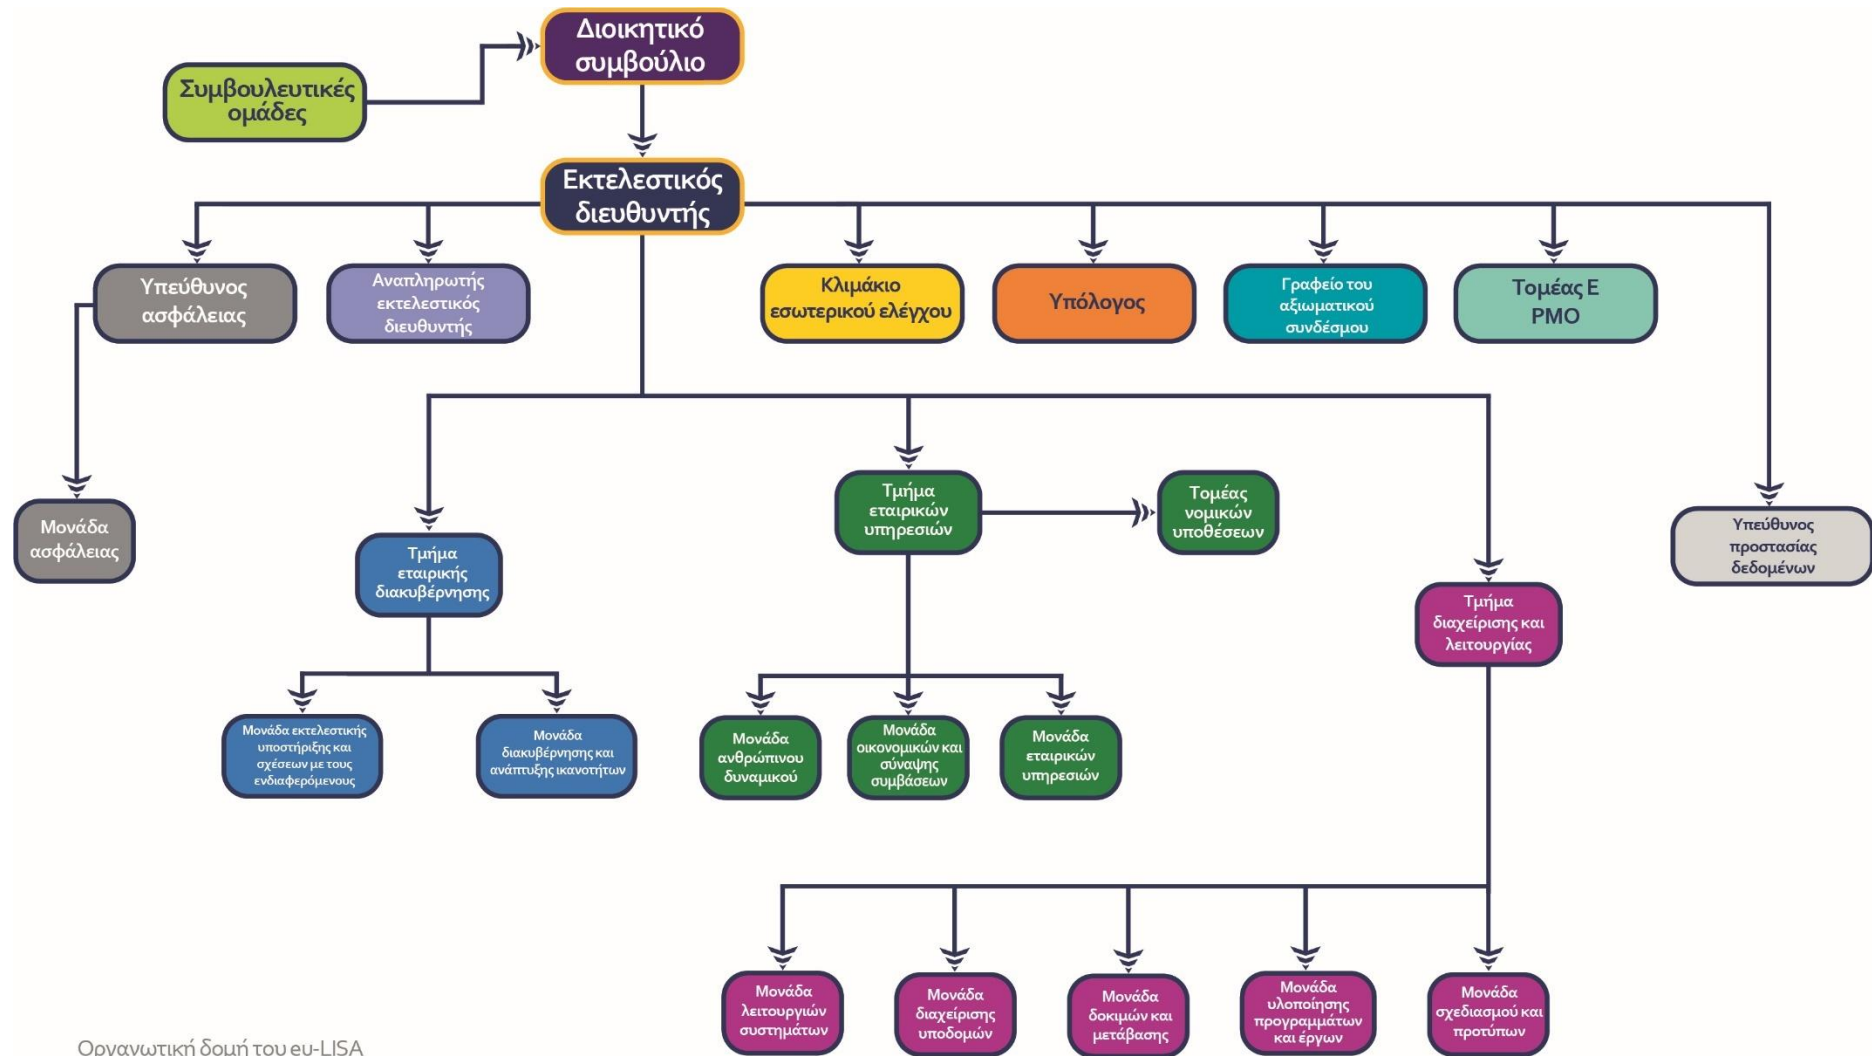 Διοικητικό
συμβούλιο
Συμβουλευτικές
ομάδες
Εκτελεστικός
διευθυντής
Υπεύθυνος
ασφάλειας
Αναπληρωτής
εκτελεστικός
διευθυντής
Κλιμάκιο
εσωτερικού ελέγχου
Υπόλογος
Γραφείο του
αξιωματικού
συνδέσμου
Τομέας Ε
PMO
Μονάδα
ασφάλειας
Τμήμα
εταιρικής
διακυβέρνησης
Τμήμα
εταιρικών
υπηρεσιών
Τομέας
νομικών
υποθέσεων
Υπεύθυνος
προστασίας
δεδομένων
Τμήμα
διαχείρισης και
λειτουργίας
Μονάδα εκτελεστικής
υποστήριξης και
σχέσεων με τους
ενδιαφερόμενους
Μονάδα
διακυβέρνησης και
ανάπτυξης ικανοτήτων
Μονάδα
ανθρώπινου
δυναμικού
Μονάδα
οικονομικών και
σύναψης
συμβάσεων
Μονάδα
εταιρικών
υπηρεσιών
Μονάδα
λειτουργιών
συστημάτων
Μονάδα
διαχείρισης
υποδομών
Μονάδα
δοκιμών και
μετάβασης
Μονάδα
υλοποίησης
προγραμμάτων
και έργων
Μονάδα
σχεδιασμού και
προτύπων
Οργανωτική δομή του eu-LISA